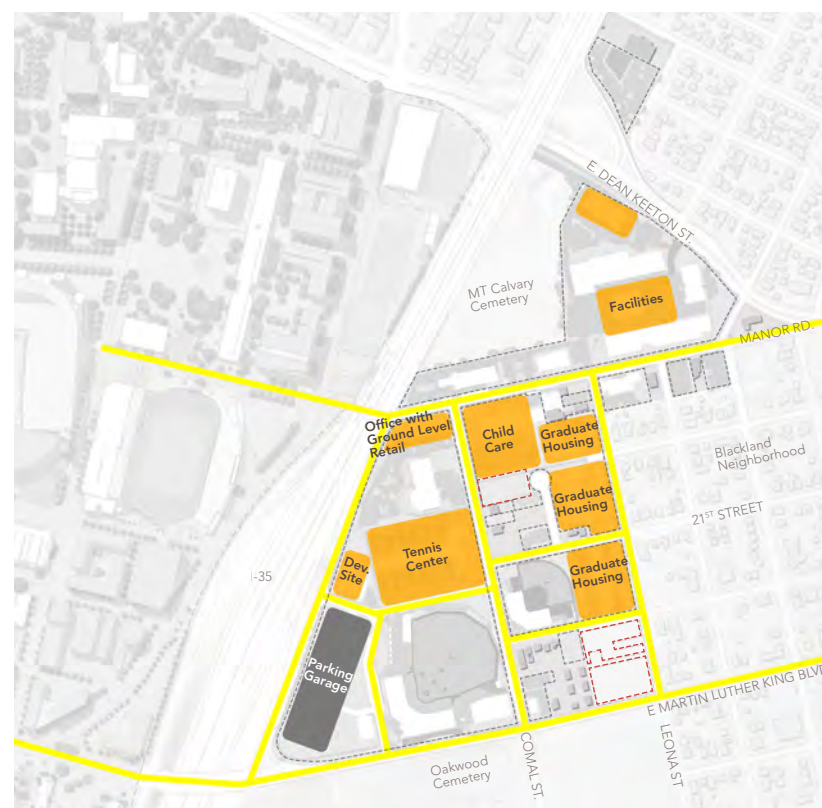 E. DEAN KEETON ST.
MT Calvary
Cemetery
Facilities
MANOR RD.
Office with
Ground Level
Retail
Child
Care
Graduate
Housing
Blackland
Neighborhood
Graduate
Housing
21ST STREET
Tennis
Center
Dev.
Site
I-35
Graduate
Housing
Parking
Garage
E MARTIN LUTHER KING BLVD
LEONA ST
COMAL ST.
Oakwood
Cemetery